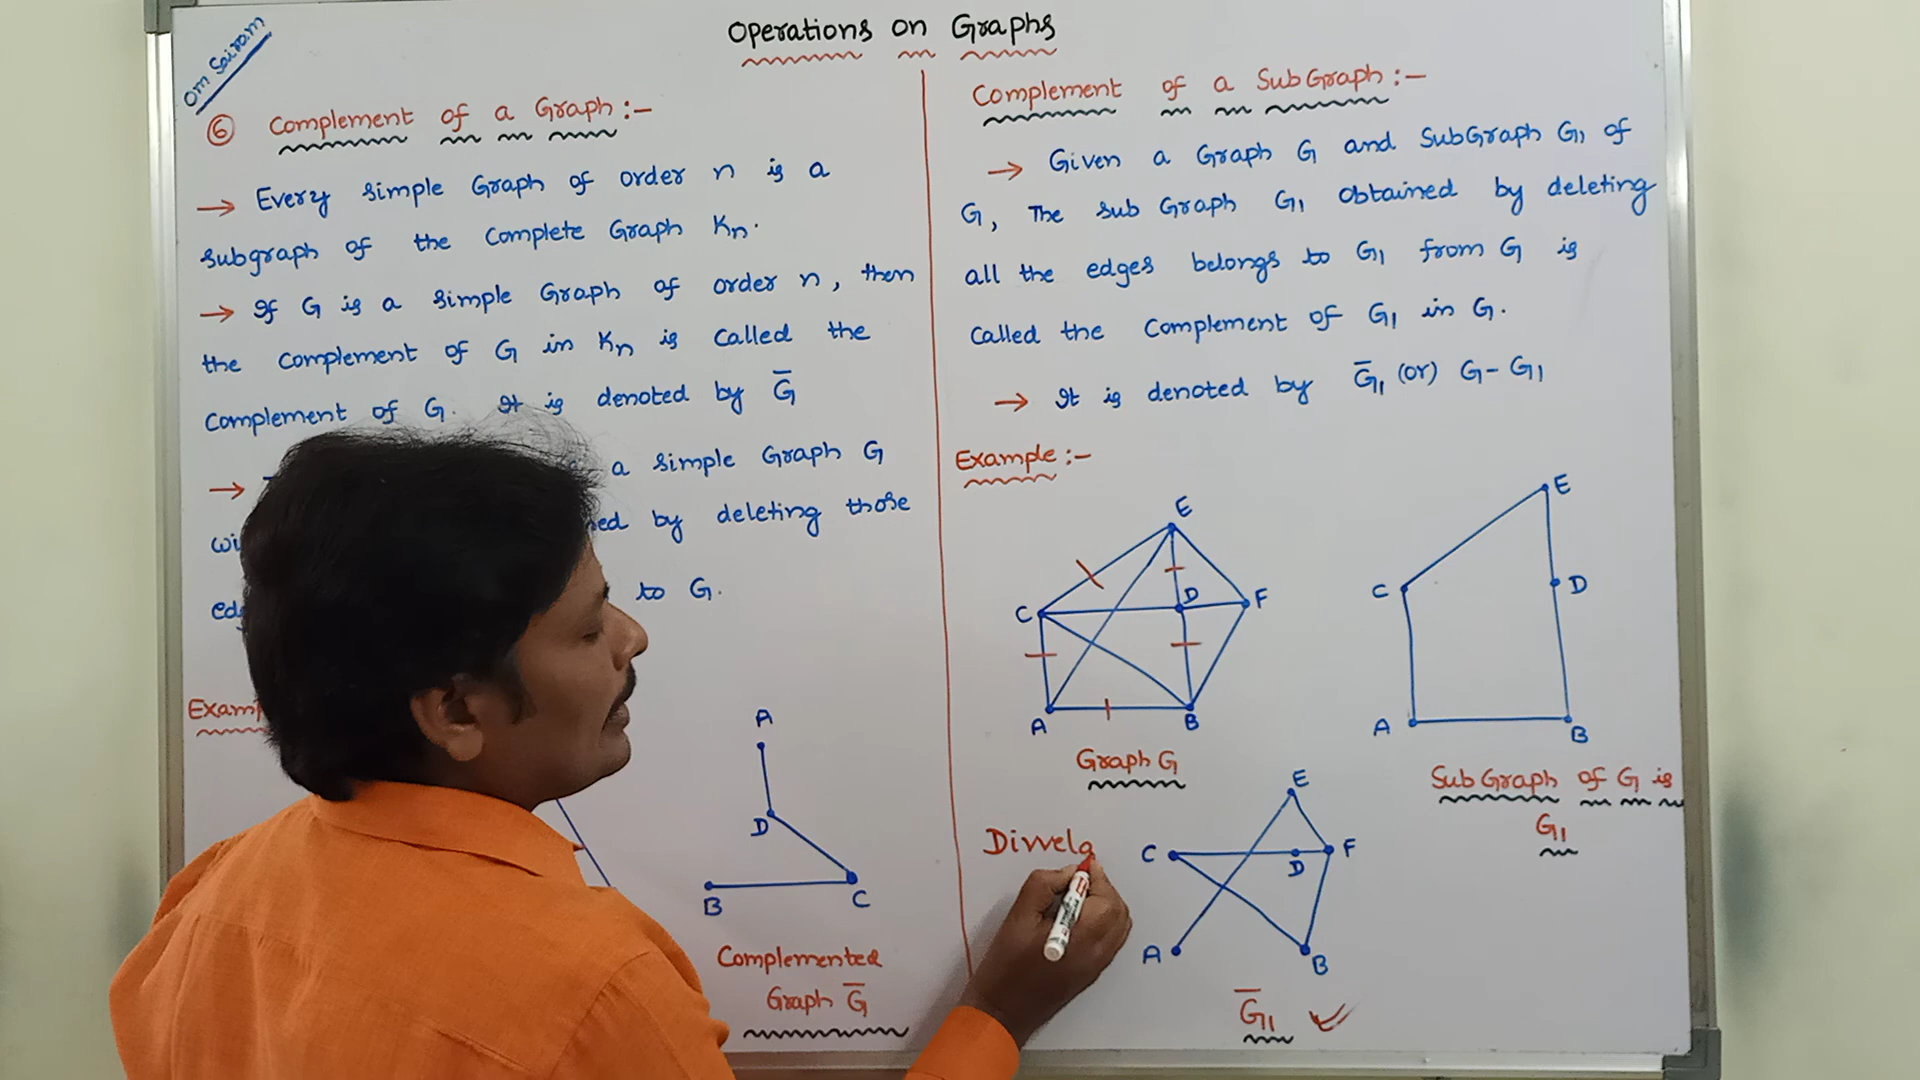 Om Sairam
Operations on Graphs
⑥ Complement of a Graph :-
→ Every simple Graph of order n is a
subgraph of the Complete Graph Kn.
→ If G is a simple Graph of order n, then
the complement of G in Kn is called the
Complement of G. It is denoted by G̅
→ a simple Graph G
by deleting those
to G.
A
D
B
C
Complemented
Graph G̅
Complement of a SubGraph :-
→ Given a Graph G and SubGraph G1 of
G, The sub Graph G1 obtained by deleting
all the edges belongs to G1 from G is
Called the Complement of G1 in G.
→ It is denoted by G̅1 (or) G - G1
Example :-
E
C
D
F
A
B
Graph G
E
C
D
A
B
SubGraph of G is
G1
Divvela
E
C
D
F
A
B
G̅1 ✓